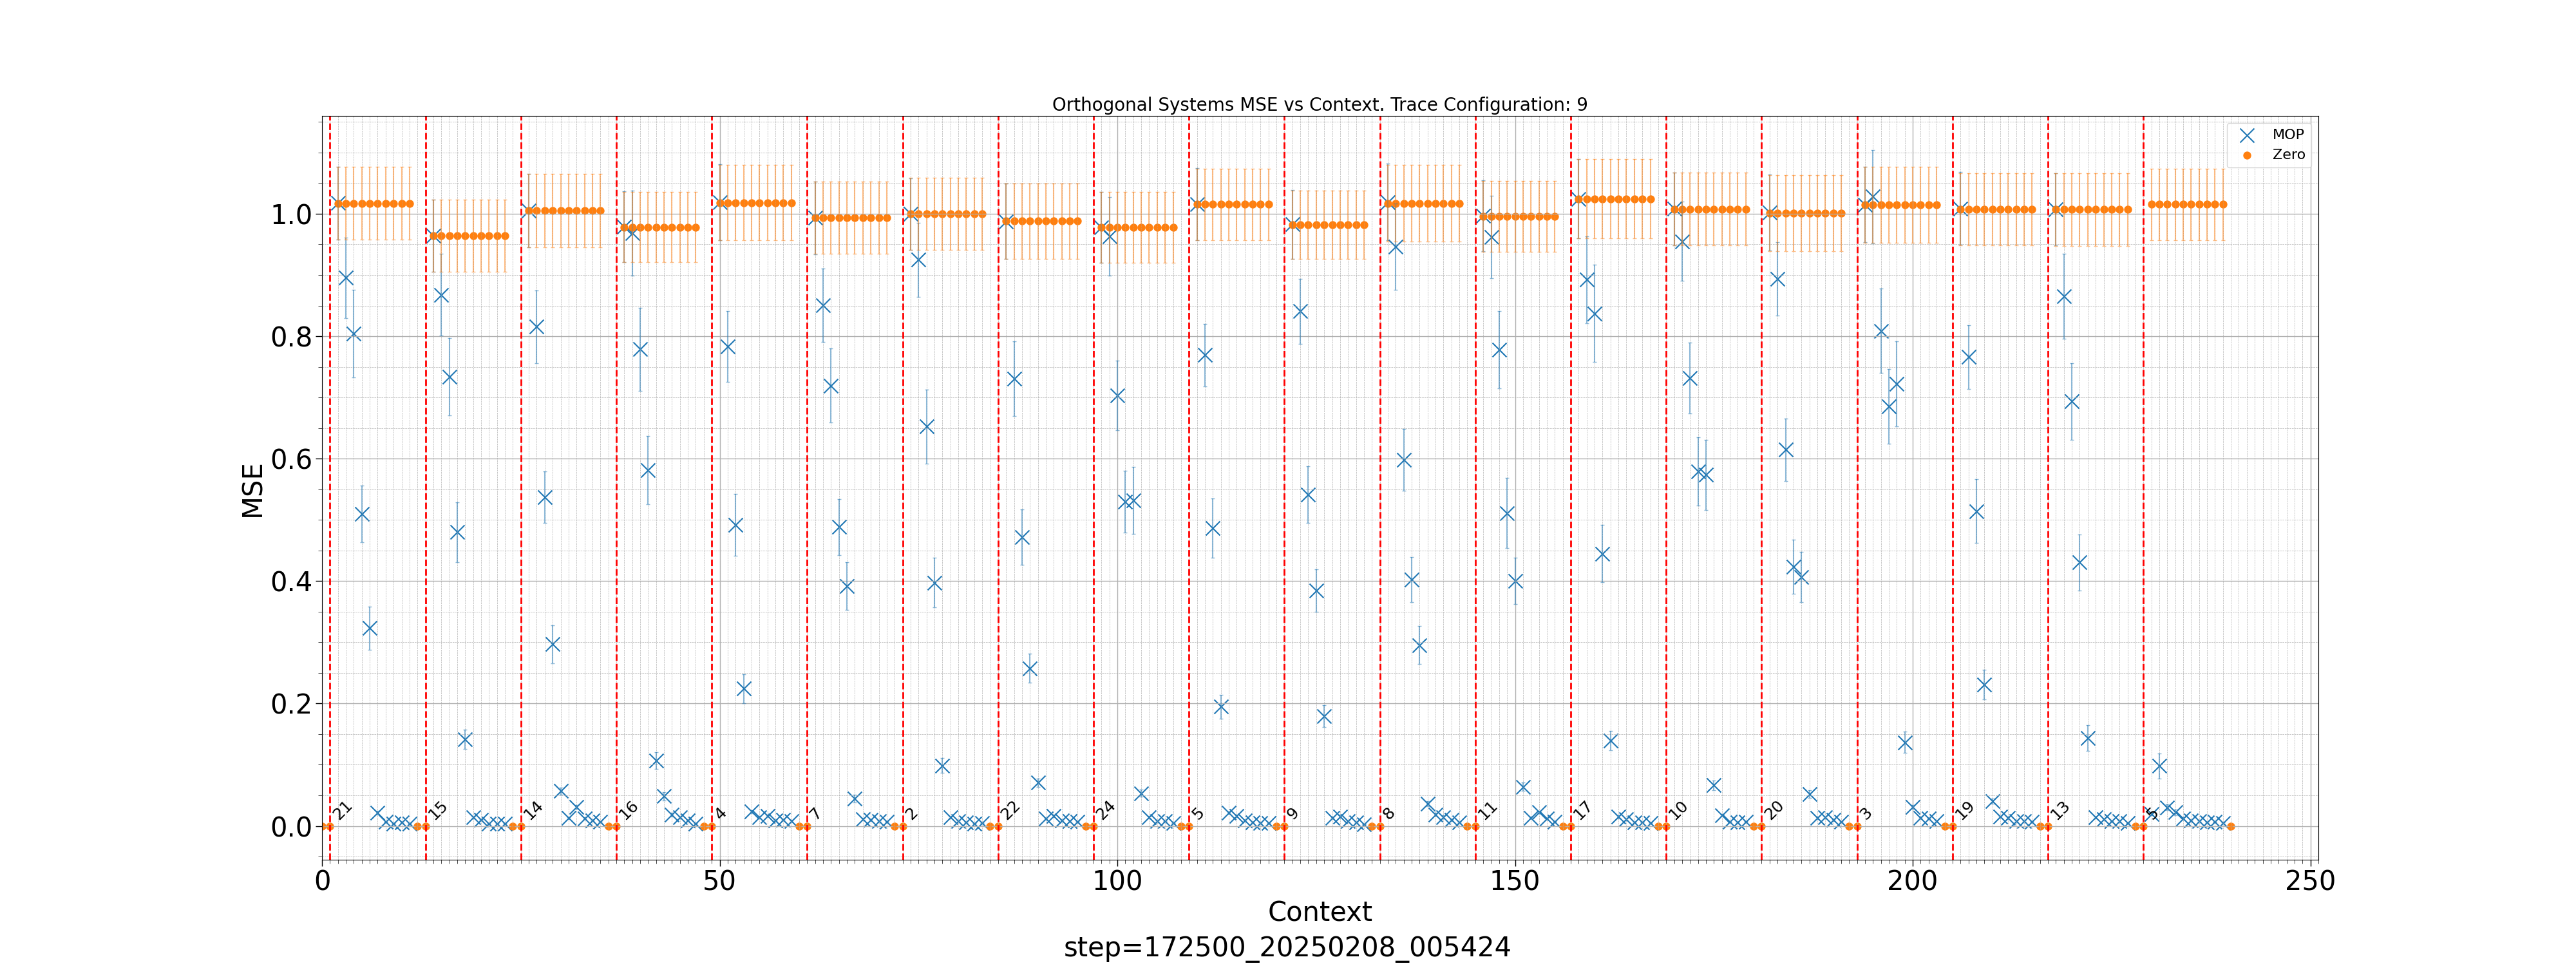 Orthogonal Systems MSE vs Context. Trace Configuration: 9
MOP
Zero
MSE
1.0
0.8
0.6
0.4
0.2
0.0
21 15 14 16 4 7 2 22 24 5 9 8 11 17 10 20 3 19 13 5
0 50 100 150 200 250
Context
step=172500_20250208_005424